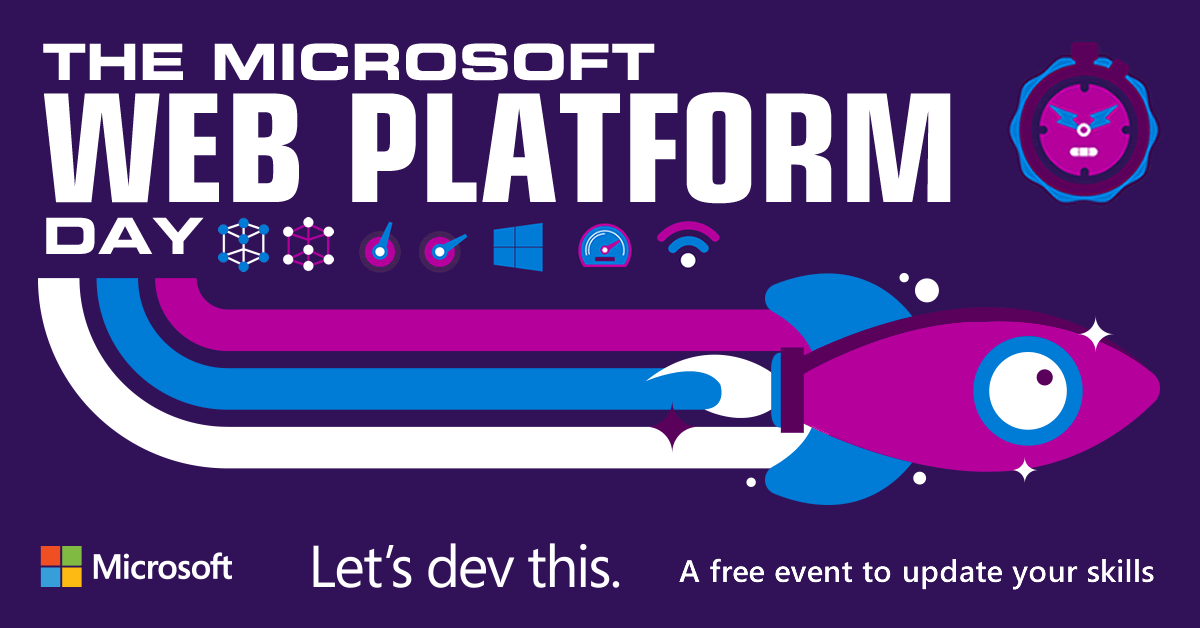 THE MICROSOFT
WEB PLATFORM
DAY
Microsoft
Let's dev this.
A free event to update your skills